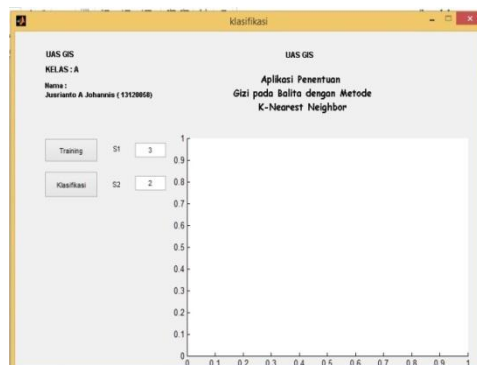 klasifikasi
UAS GIS
KELAS : A
Nama :
Jusrianto A Johannis ( 13120050)
UAS GIS
Aplikasi Penentuan
Gizi pada Balita dengan Metode
K-Nearest Neighbor
Training S1 3
Klasifikasi S2 2
1
0.9
0.8
0.7
0.6
0.5
0.4
0.3
0.2
0.1
0
0 0.1 0.2 0.3 0.4 0.5 0.6 0.7 0.8 0.9 1